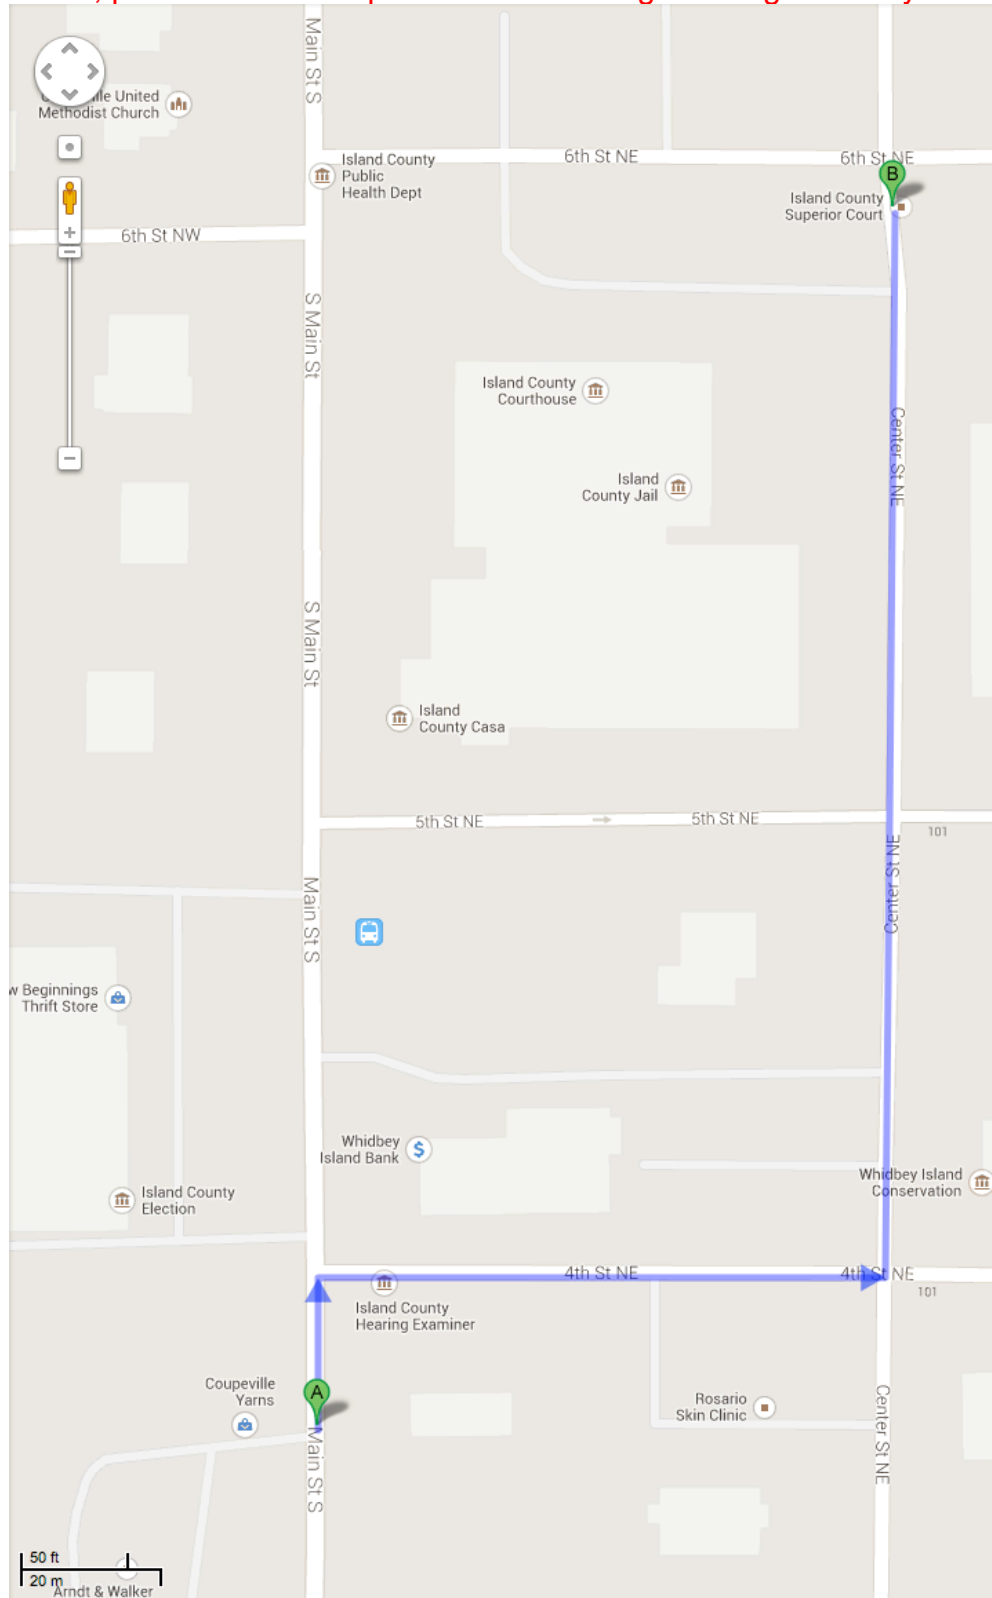 Main St S
United
Methodist Church
6th St NE
6th St NE
Island County
Public
Health Dept
B
Island County
Superior Court
6th St NW
S Main St
Island County
Courthouse
Center St NE
Island
County Jail
S Main St
Island
County Casa
5th St NE
5th St NE
101
Center St NE
Main St S
w Beginnings
Thrift Store
Whidbey
Island Bank
$
Whidbey Island
Conservation
Island County
Election
4th St NE
4th St NE
101
Island County
Hearing Examiner
Coupeville
Yarns
A
Rosario
Skin Clinic
Center St NE
Main St S
50 ft
20 m
Arndt & Walker